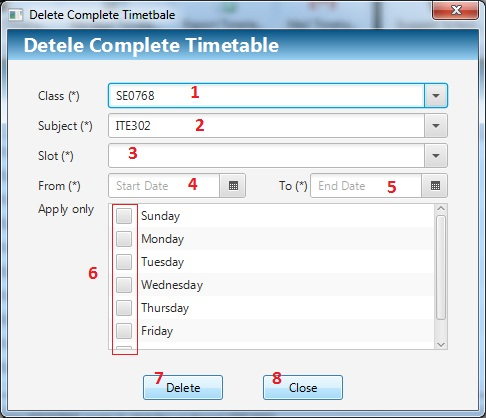 Delete Complete Timetbale
Detele Complete Timetable
Class (*) SE0768 1
Subject (*) ITE302 2
Slot (*) 3
From (*) Start Date 4 To (*) End Date 5
Apply only
Sunday
Monday
Tuesday
6
Wednesday
Thursday
Friday
7 Delete 8 Close